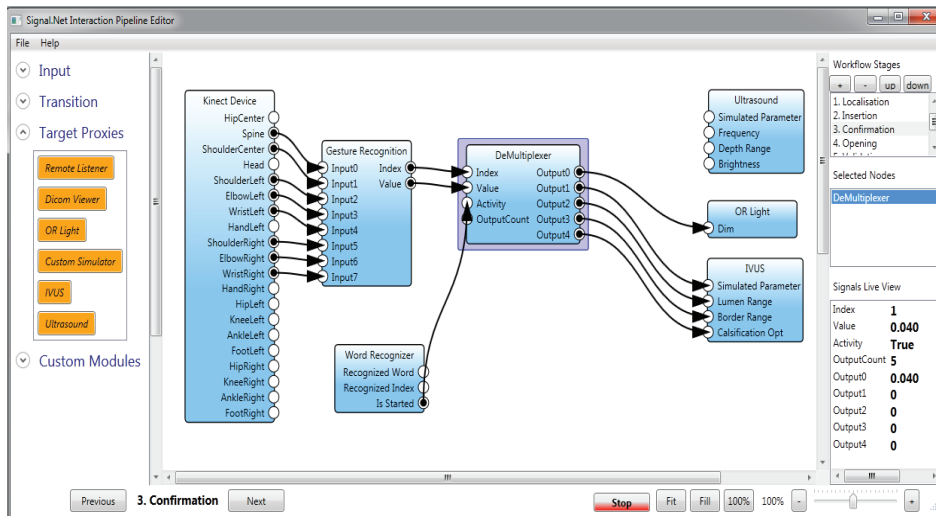 Signal.Net Interaction Pipeline Editor
File Help
Input
Transition
Target Proxies
Remote Listener
Dicom Viewer
OR Light
Custom Simulator
IVUS
Ultrasound
Custom Modules
Kinect Device
HipCenter
Spine
ShoulderCenter
Head
ShoulderLeft
ElbowLeft
WristLeft
HandLeft
ShoulderRight
ElbowRight
WristRight
HandRight
HipLeft
KneeLeft
AnkleLeft
FootLeft
HipRight
KneeRight
AnkleRight
FootRight
Gesture Recognition
Input0 Index
Input1 Value
Input2
Input3
Input4
Input5
Input6
Input7
Word Recognizer
Recognized Word
Recognized Index
Is Started
DeMultiplexer
Index Output0
Value Output1
Activity Output2
OutputCount Output3
Output4
Ultrasound
Simulated Parameter
Frequency
Depth Range
Brightness
OR Light
Dim
IVUS
Simulated Parameter
Lumen Range
Border Range
Calsification Opt
Workflow Stages
+ - up down
1. Localisation
2. Insertion
3. Confirmation
4. Opening
Selected Nodes
DeMultiplexer
Signals Live View
Index 1
Value 0.040
Activity True
OutputCount 5
Output0 0.040
Output1 0
Output2 0
Output3 0
Output4 0
Previous 3. Confirmation Next Stop Fit Fill 100% 100% - +